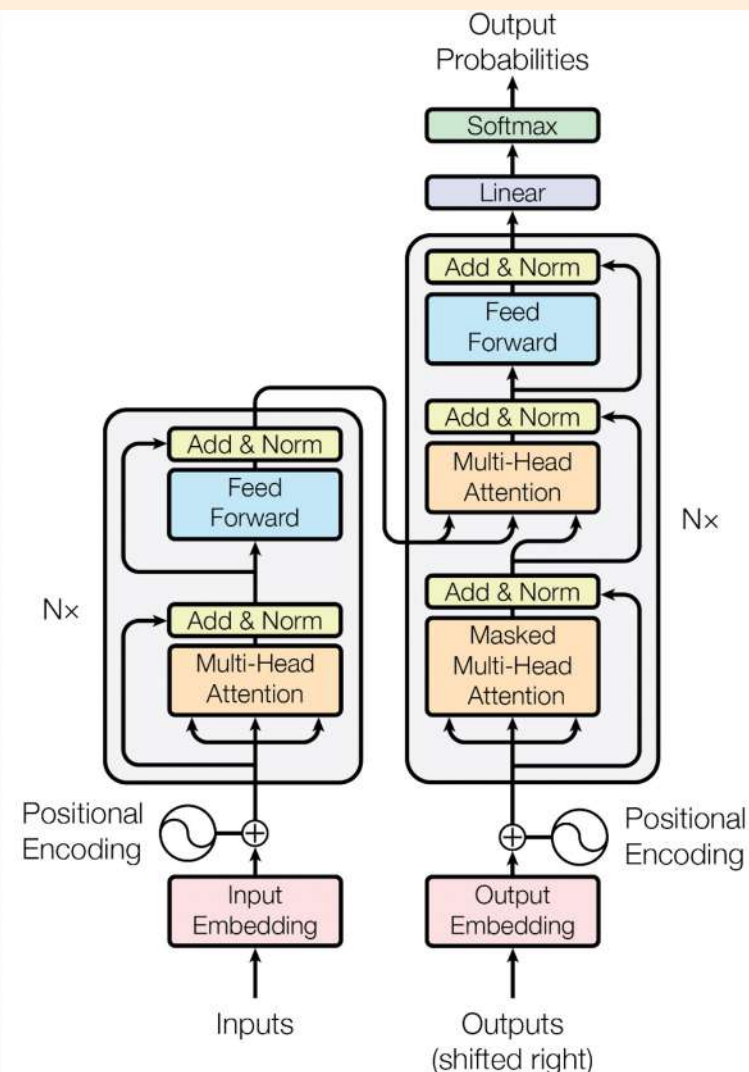 Output
Probabilities
Softmax
Linear
Add & Norm
Feed
Forward
Add & Norm
Multi-Head
Attention
Nx
Add & Norm
Masked
Multi-Head
Attention
Add & Norm
Feed
Forward
Nx
Add & Norm
Multi-Head
Attention
Positional
Encoding
Positional
Encoding
Input
Embedding
Output
Embedding
Inputs
Outputs
(shifted right)